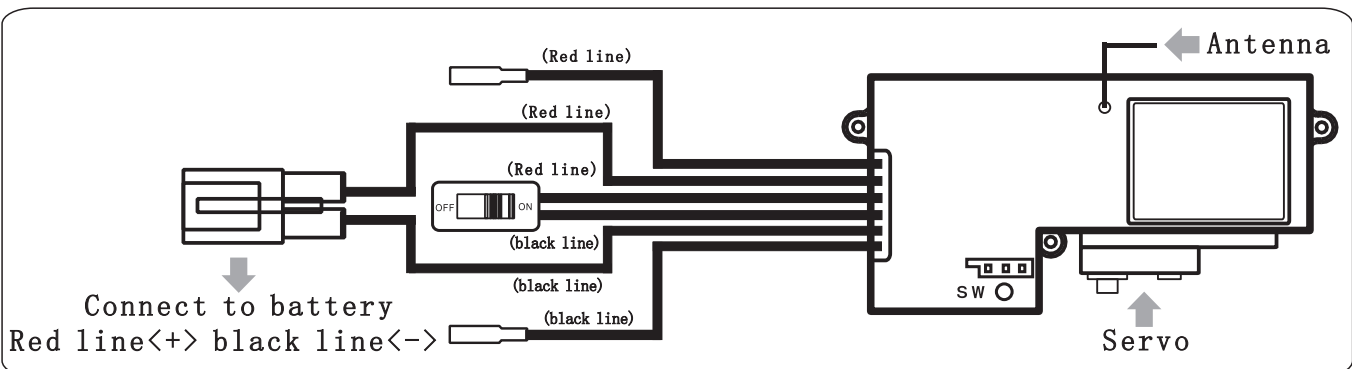 (Red line)
Antenna
(Red line)
(Red line)
OFF
ON
(black line)
(black line)
SW
Connect to battery
Red line<+> black line<->
(black line)
Servo